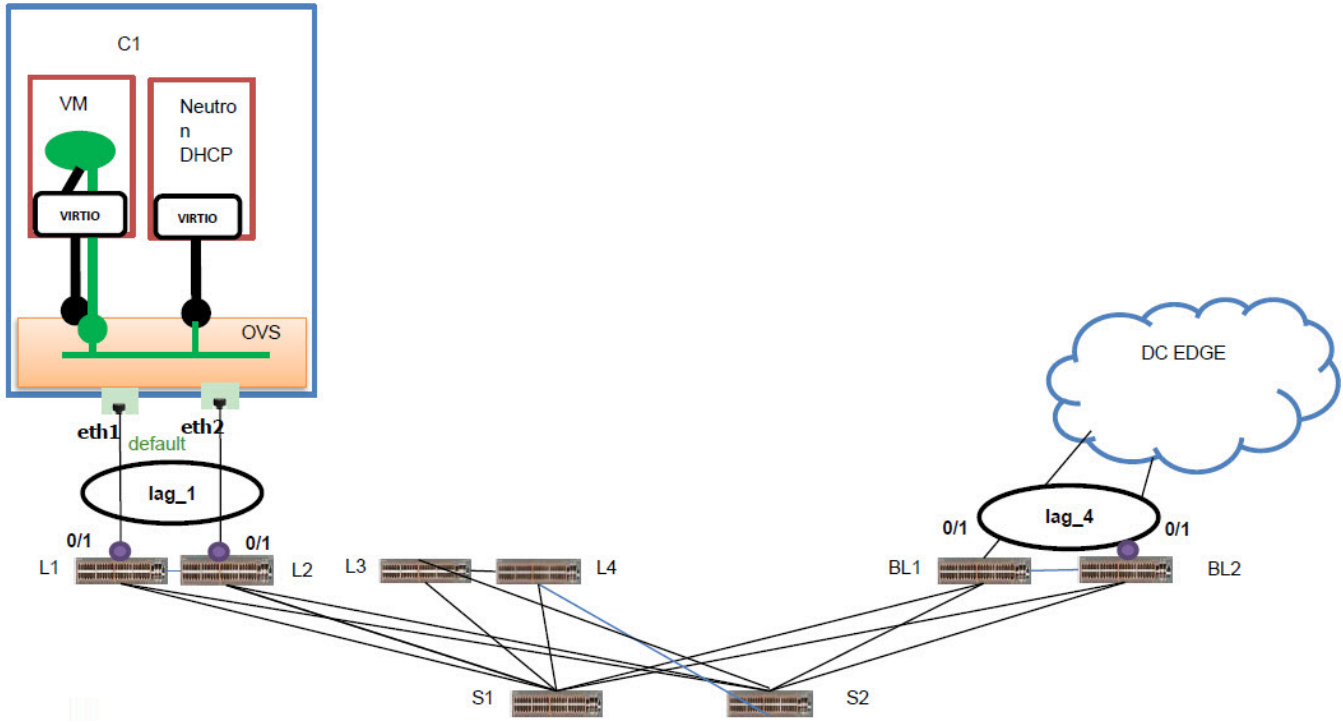 C1
VM
Neutro
n
DHCP
VIRTIO
VIRTIO
OVS
eth1
eth2
default
lag_1
0/1
0/1
L1
L2
L3
L4
DC EDGE
lag_4
0/1
0/1
BL1
BL2
S1
S2